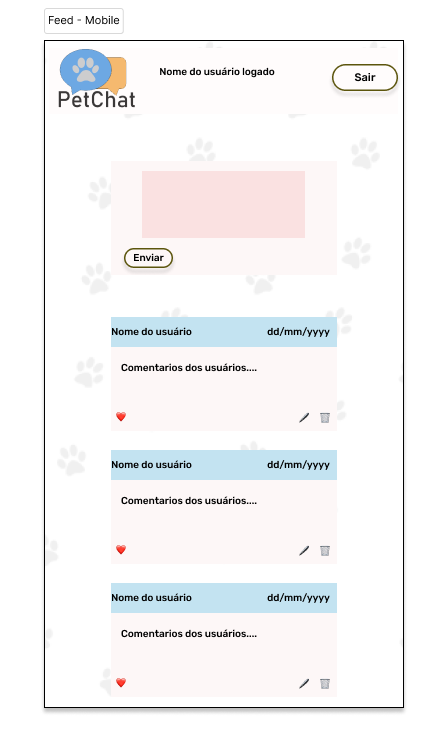 Feed - Mobile
PetChat
Nome do usuário logado
Sair
Enviar
Nome do usuário dd/mm/yyyy
Comentarios dos usuários....
Nome do usuário dd/mm/yyyy
Comentarios dos usuários....
Nome do usuário dd/mm/yyyy
Comentarios dos usuários....